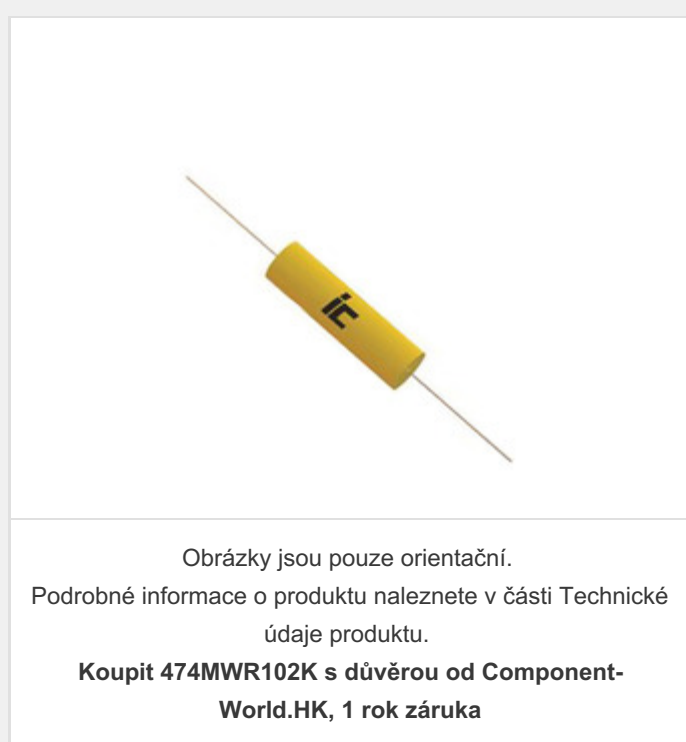 ic
Obrázky jsou pouze orientační.
Podrobné informace o produktu naleznete v části Technické
údaje produktu.
Koupit 474MWR102K s důvěrou od Component-
World.HK, 1 rok záruka